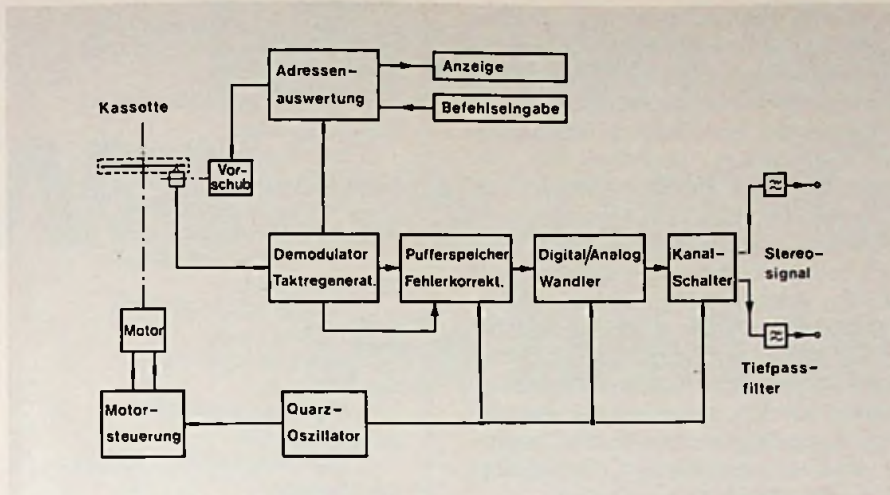 Adressen-
auswertung
Anzeige
Befehlseingabe
Kassotte
Vor-
schub
Demodulator
Taktregenerat.
Pufferspeicher
Fehlerkorrekt.
Digital/Analog
Wandler
Kanal-
Schalter
Stereo-
signal
Motor
Tiefpass-
filter
Motor-
steuerung
Quarz-
Oszillator